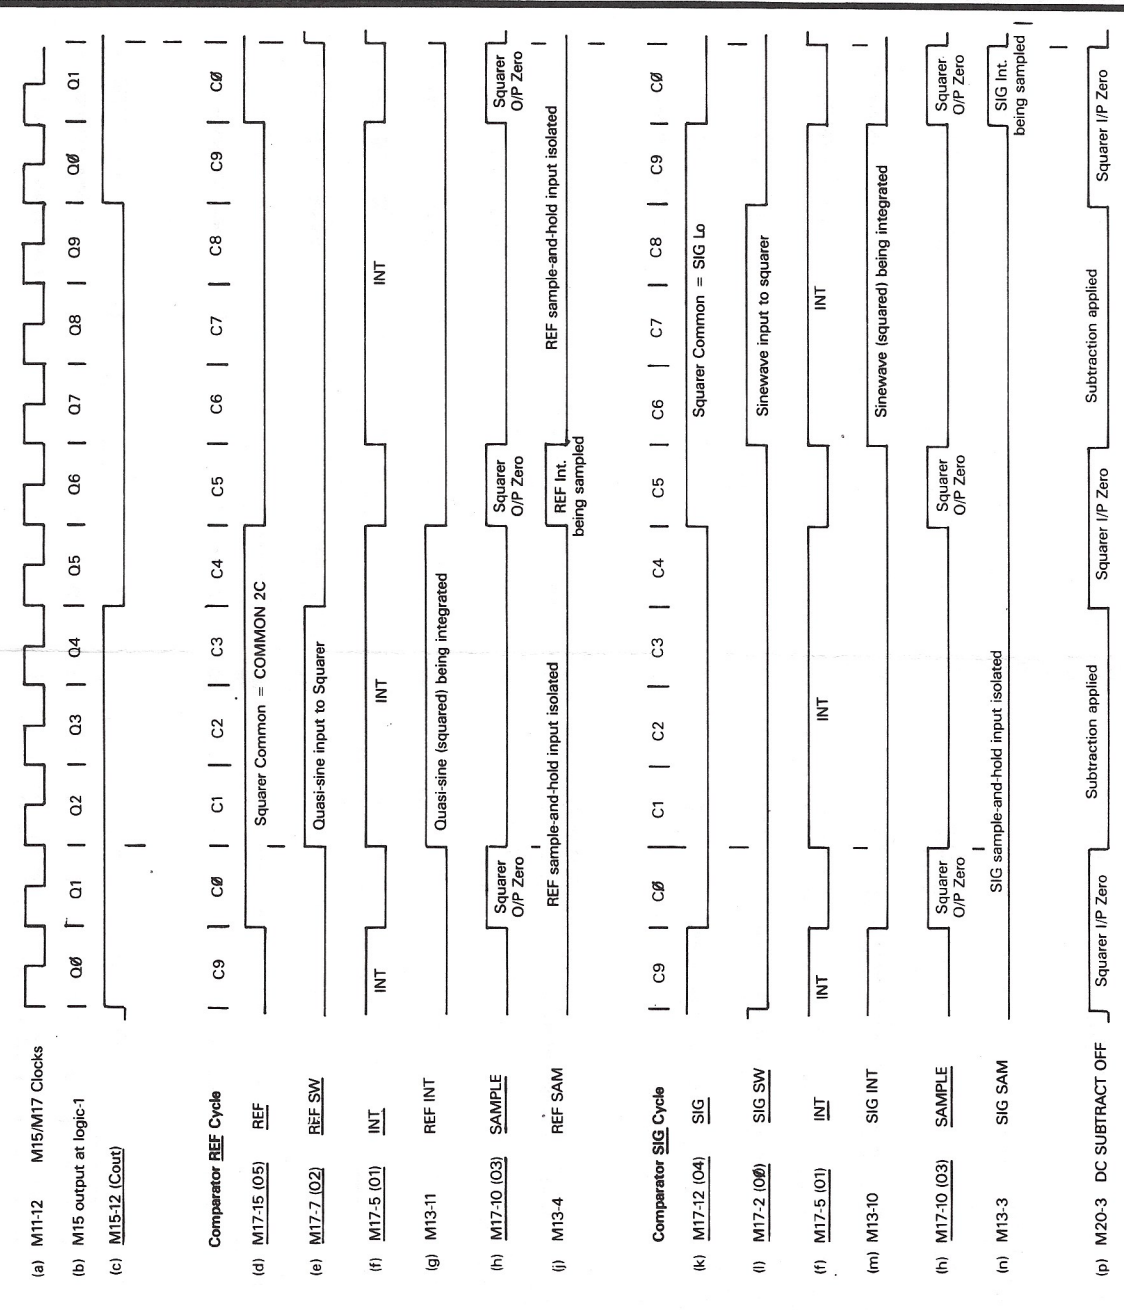 (a) M11-12 M15/M17 Clocks
(b) M15 output at logic-1 QØ Q1 Q2 Q3 Q4 Q5 Q6 Q7 Q8 Q9 QØ Q1
(c) M15-12 (Cout)
Comparator REF Cycle C9 CØ C1 C2 C3 C4 C5 C6 C7 C8 C9 CØ
(d) M17-15 (05) REF
Squarer Common = COMMON 2C
(e) M17-7 (02) REF SW
Quasi-sine input to Squarer
(f) M17-5 (01) INT
INT INT INT
(g) M13-11 REF INT
Quasi-sine (squared) being integrated
(h) M17-10 (03) SAMPLE
Squarer O/P Zero
Squarer O/P Zero
Squarer O/P Zero
(j) M13-4 REF SAM
REF sample-and-hold input isolated
REF Int. being sampled
REF sample-and-hold input isolated
Comparator SIG Cycle C9 CØ C1 C2 C3 C4 C5 C6 C7 C8 C9 CØ
(k) M17-12 (04) SIG
Squarer Common = SIG Lo
(l) M17-2 (0Ø) SIG SW
Sinewave input to squarer
(f) M17-5 (01) INT
INT INT INT
(m) M13-10 SIG INT
Sinewave (squared) being integrated
(h) M17-10 (03) SAMPLE
Squarer O/P Zero
Squarer O/P Zero
Squarer O/P Zero
(n) M13-3 SIG SAM
SIG sample-and-hold input isolated
SIG Int. being sampled
(p) M20-3 DC SUBTRACT OFF
Squarer I/P Zero
Subtraction applied
Squarer I/P Zero
Subtraction applied
Squarer I/P Zero